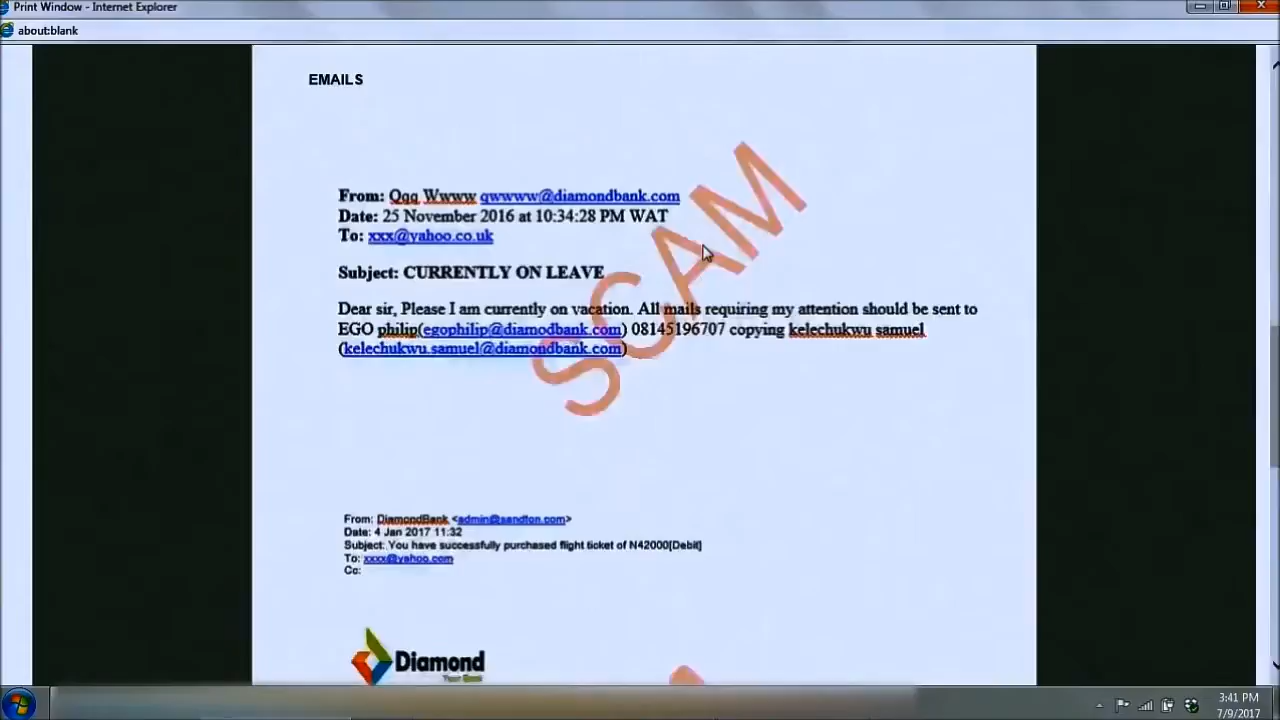 Print Window - Internet Explorer
about:blank
EMAILS
From: Qqq Wwww qwwww@diamondbank.com
Date: 25 November 2016 at 10:34:28 PM WAT
To: xxx@yahoo.co.uk
Subject: CURRENTLY ON LEAVE
Dear sir, Please I am currently on vacation. All mails requiring my attention should be sent to
EGO philip(egophilip@diamodbank.com) 08145196707 copying kelechukwu samuel
(kelechukwu.samuel@diamondbank.com)
SCAM
From: DiamondBank <admin@sandton.com>
Date: 4 Jan 2017 11:32
Subject: You have successfully purchased flight ticket of N42000[Debit]
To: xxxx@yahoo.com
Cc:
Diamond
Your Bank
3:41 PM
7/9/2017